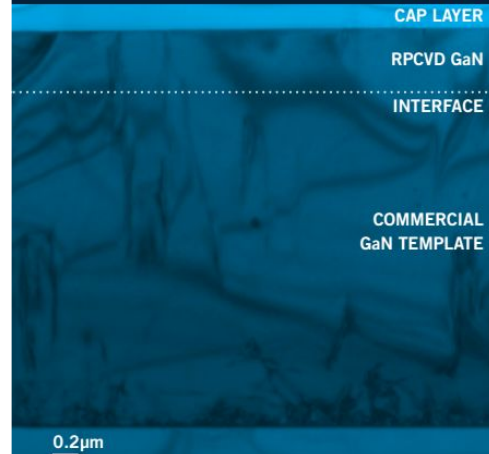 CAP LAYER
RPCVD GaN
INTERFACE
COMMERCIAL
GaN TEMPLATE
0.2µm